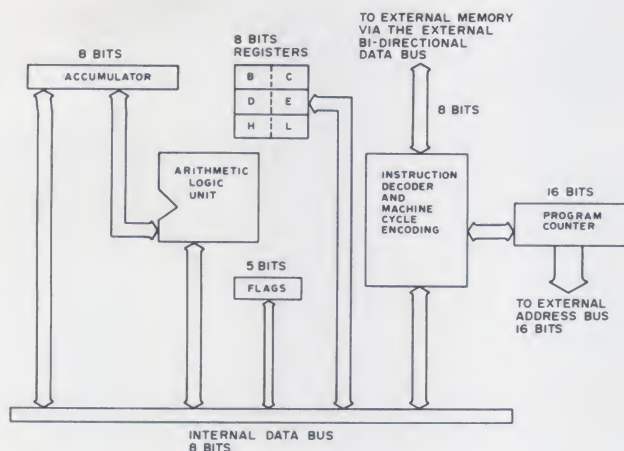 TO EXTERNAL MEMORY
VIA THE EXTERNAL
BI-DIRECTIONAL
DATA BUS
8 BITS
8 BITS
ACCUMULATOR
8 BITS
REGISTERS
B C
D E
H L
ARITHMETIC
LOGIC
UNIT
5 BITS
FLAGS
INSTRUCTION
DECODER
AND
MACHINE
CYCLE
ENCODING
16 BITS
PROGRAM
COUNTER
TO EXTERNAL
ADDRESS BUS
16 BITS
INTERNAL DATA BUS
8 BITS